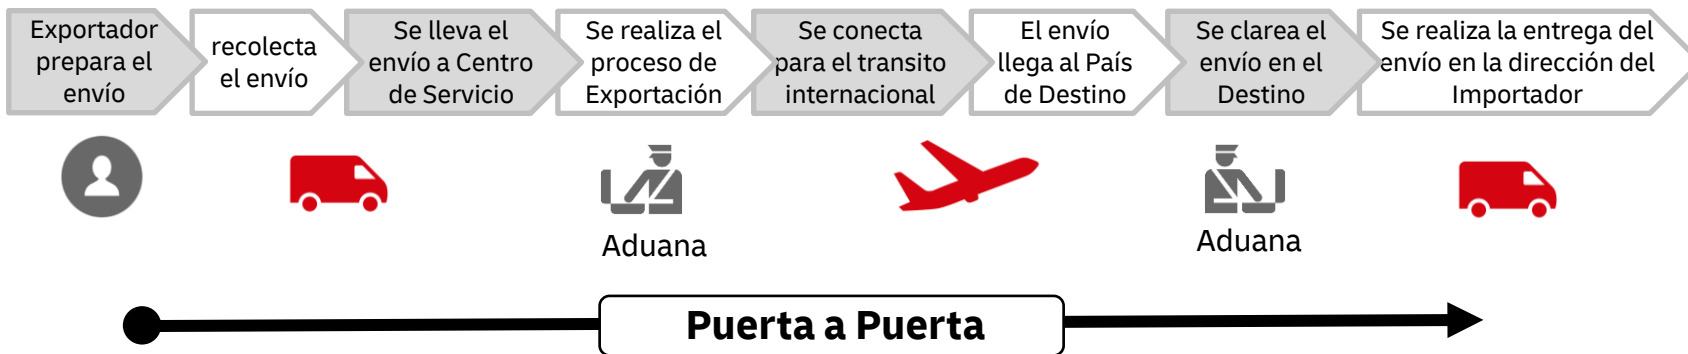 Exportador
prepara el
envío
recolecta
el envío
Se lleva el
envío a Centro
de Servicio
Se realiza el
proceso de
Exportación
Se conecta
para el transito
internacional
El envío
llega al País
de Destino
Se clarea el
envío en el
Destino
Se realiza la entrega del
envío en la dirección del
Importador
Aduana
Aduana
Puerta a Puerta